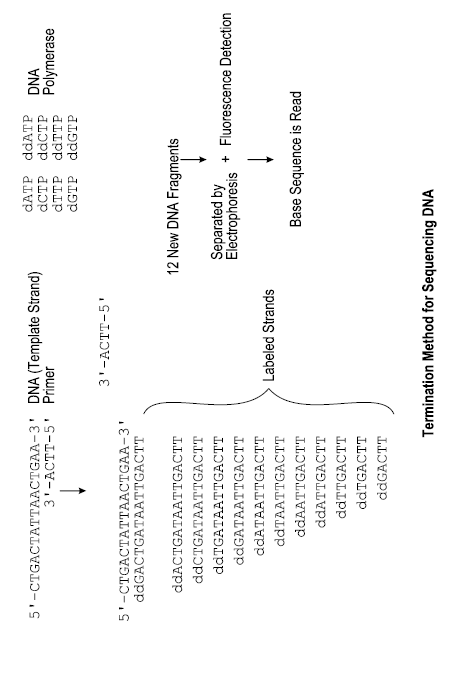 5'-CTGACTATTAACTGAA-3' DNA (Template Strand)
3'-ACTT-5' Primer
dATP ddATP DNA
dCTP ddCTP Polymerase
dTTP ddTTP
dGTP ddGTP
3'-ACTT-5'
5'-CTGACTATTAACTGAA-3'
ddGACTGATAATTGACTT
ddACTGATAATTGACTT
ddCTGATAATTGACTT
ddTGATAATTGACTT
ddGATAATTGACTT
ddATAATTGACTT
ddTAATTGACTT
ddAATTGACTT
ddATTGACTT
ddTTGACTT
ddTGACTT
ddGACTT
Labeled Strands
12 New DNA Fragments
Separated by + Fluorescence Detection
Electrophoresis
Base Sequence is Read
Termination Method for Sequencing DNA